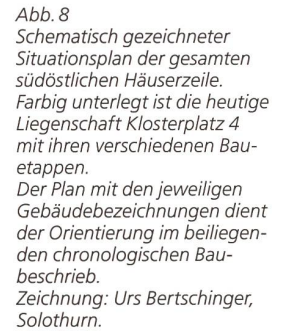 Abb. 8
Schematisch gezeichneter
Situationsplan der gesamten
südöstlichen Häuserzeile.
Farbig unterlegt ist die heutige
Liegenschaft Klosterplatz 4
mit ihren verschiedenen Bau-
etappen.
Der Plan mit den jeweiligen
Gebäudebezeichnungen dient
der Orientierung im beiliegen-
den chronologischen Bau-
beschrieb.
Zeichnung: Urs Bertschinger,
Solothurn.